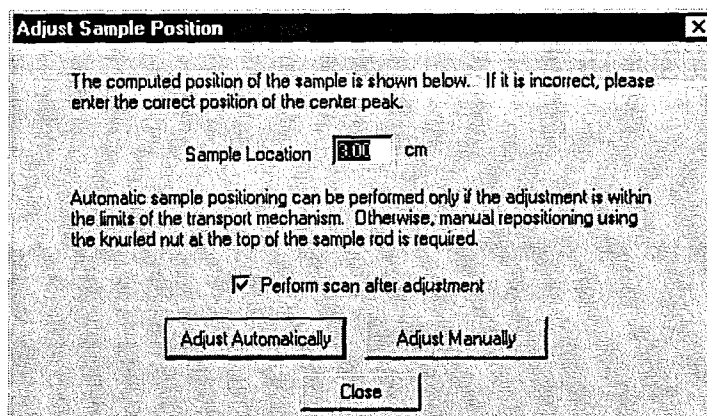 Adjust Sample Position
The computed position of the sample is shown below. If it is incorrect, please
enter the correct position of the center peak.
Sample Location cm
Automatic sample positioning can be performed only if the adjustment is within
the limits of the transport mechanism. Otherwise, manual repositioning using
the knurled nut at the top of the sample rod is required.
Perform scan after adjustment
Adjust Automatically Adjust Manually
Close